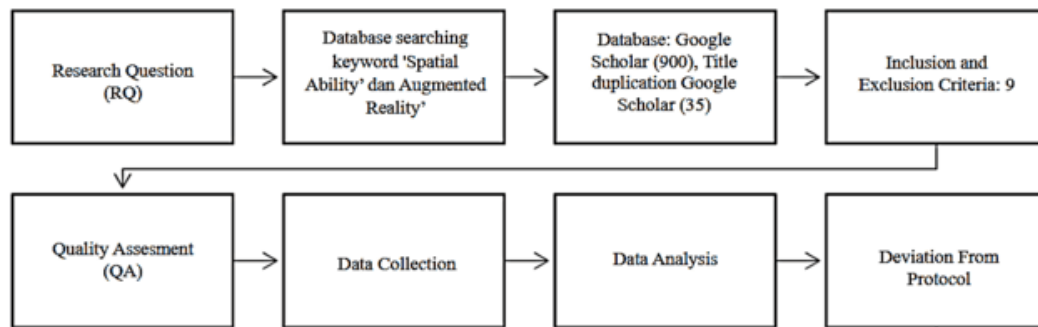 Research Question
(RQ)
Database searching
keyword 'Spatial
Ability’ dan Augmented
Reality’
Database: Google
Scholar (900), Title
duplication Google
Scholar (35)
Inclusion and
Exclusion Criteria: 9
Quality Assesment
(QA)
Data Collection
Data Analysis
Deviation From
Protocol